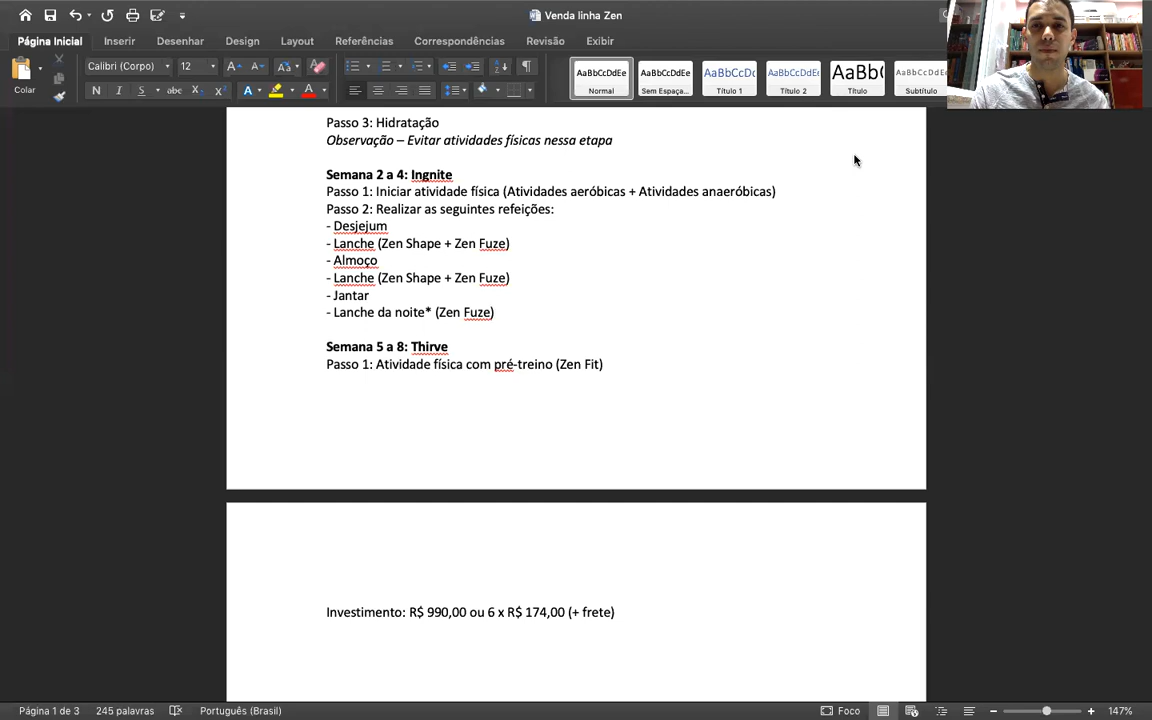 Venda linha Zen
Página Inicial Inserir Desenhar Design Layout Referências Correspondências Revisão Exibir
Colar
Calibri (Corpo) 12
N I S abc X X A A
AaBbCcDdEe AaBbCcDdEe AaBbCcDc AaBbCcDdEe AaBb( AaBbCcDdEe
Normal Sem Espaça... Título 1 Título 2 Título Subtítulo
Passo 3: Hidratação
Observação – Evitar atividades físicas nessa etapa
Semana 2 a 4: Ingnite
Passo 1: Iniciar atividade física (Atividades aeróbicas + Atividades anaeróbicas)
Passo 2: Realizar as seguintes refeições:
- Desjejum
- Lanche (Zen Shape + Zen Fuze)
- Almoço
- Lanche (Zen Shape + Zen Fuze)
- Jantar
- Lanche da noite* (Zen Fuze)
Semana 5 a 8: Thirve
Passo 1: Atividade física com pré-treino (Zen Fit)
Investimento: R$ 990,00 ou 6 x R$ 174,00 (+ frete)
Página 1 de 3 245 palavras Português (Brasil) Foco 147%